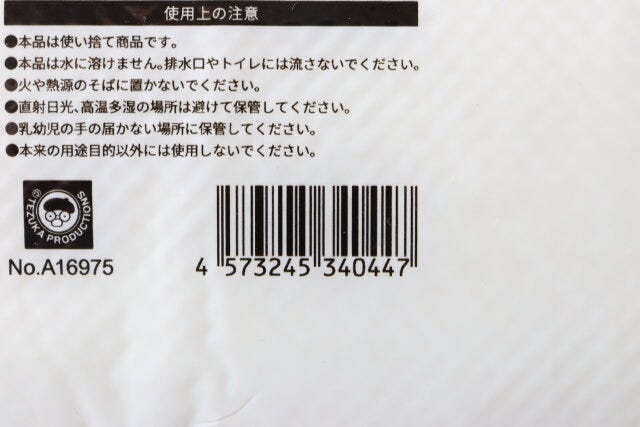 使用上の注意
●本品は使い捨て商品です。
●本品は水に溶けません。排水口やトイレには流さないでください。
●火や熱源のそばに置かないでください。
●直射日光、高温多湿の場所は避けて保管してください。
●乳幼児の手の届かない場所に保管してください。
●本来の用途目的以外には使用しないでください。
©TEZUKA PRODUCTIONS
No.A16975
4 573245 340447